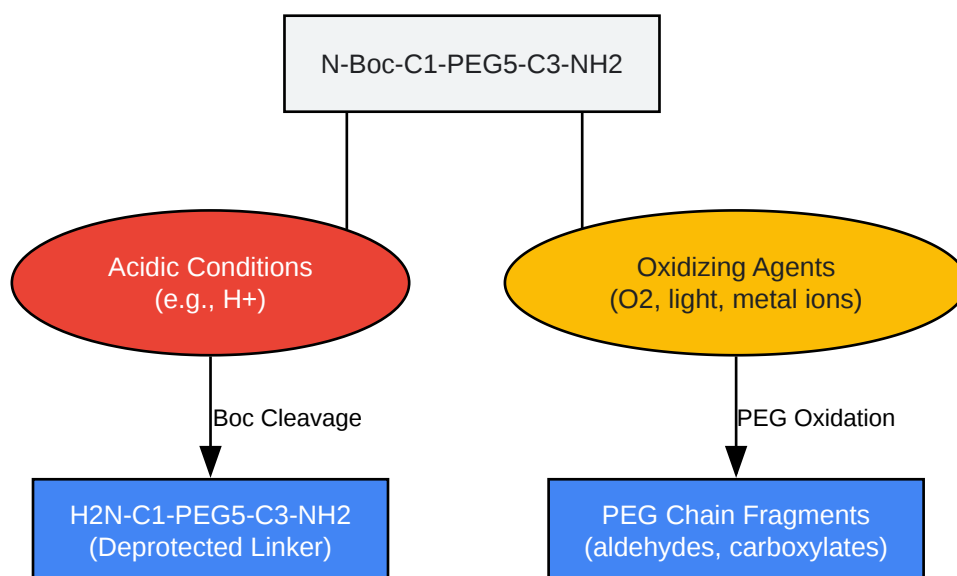 N-Boc-C1-PEG5-C3-NH2
Acidic Conditions
(e.g., H+)
Oxidizing Agents
(O2, light, metal ions)
Boc Cleavage
PEG Oxidation
H2N-C1-PEG5-C3-NH2
(Deprotected Linker)
PEG Chain Fragments
(aldehydes, carboxylates)